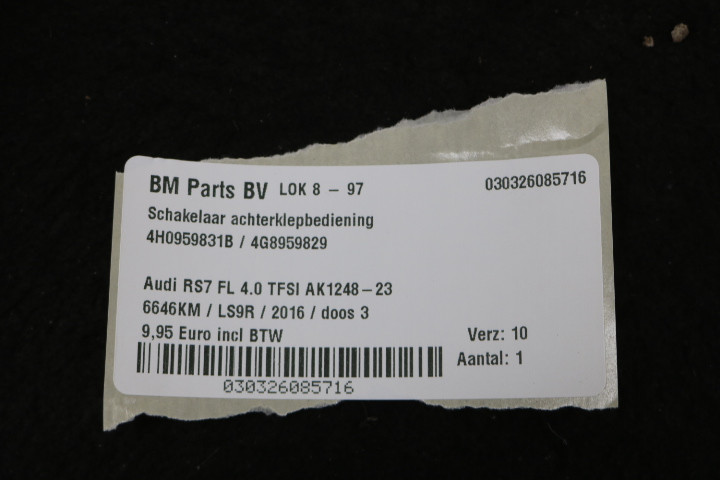 BM Parts BV LOK 8 – 97 030326085716
Schakelaar achterklepbediening
4H0959831B / 4G8959829
Audi RS7 FL 4.0 TFSI AK1248–23
6646KM / LS9R / 2016 / doos 3
9,95 Euro incl BTW Verz: 10
Aantal: 1
030326085716